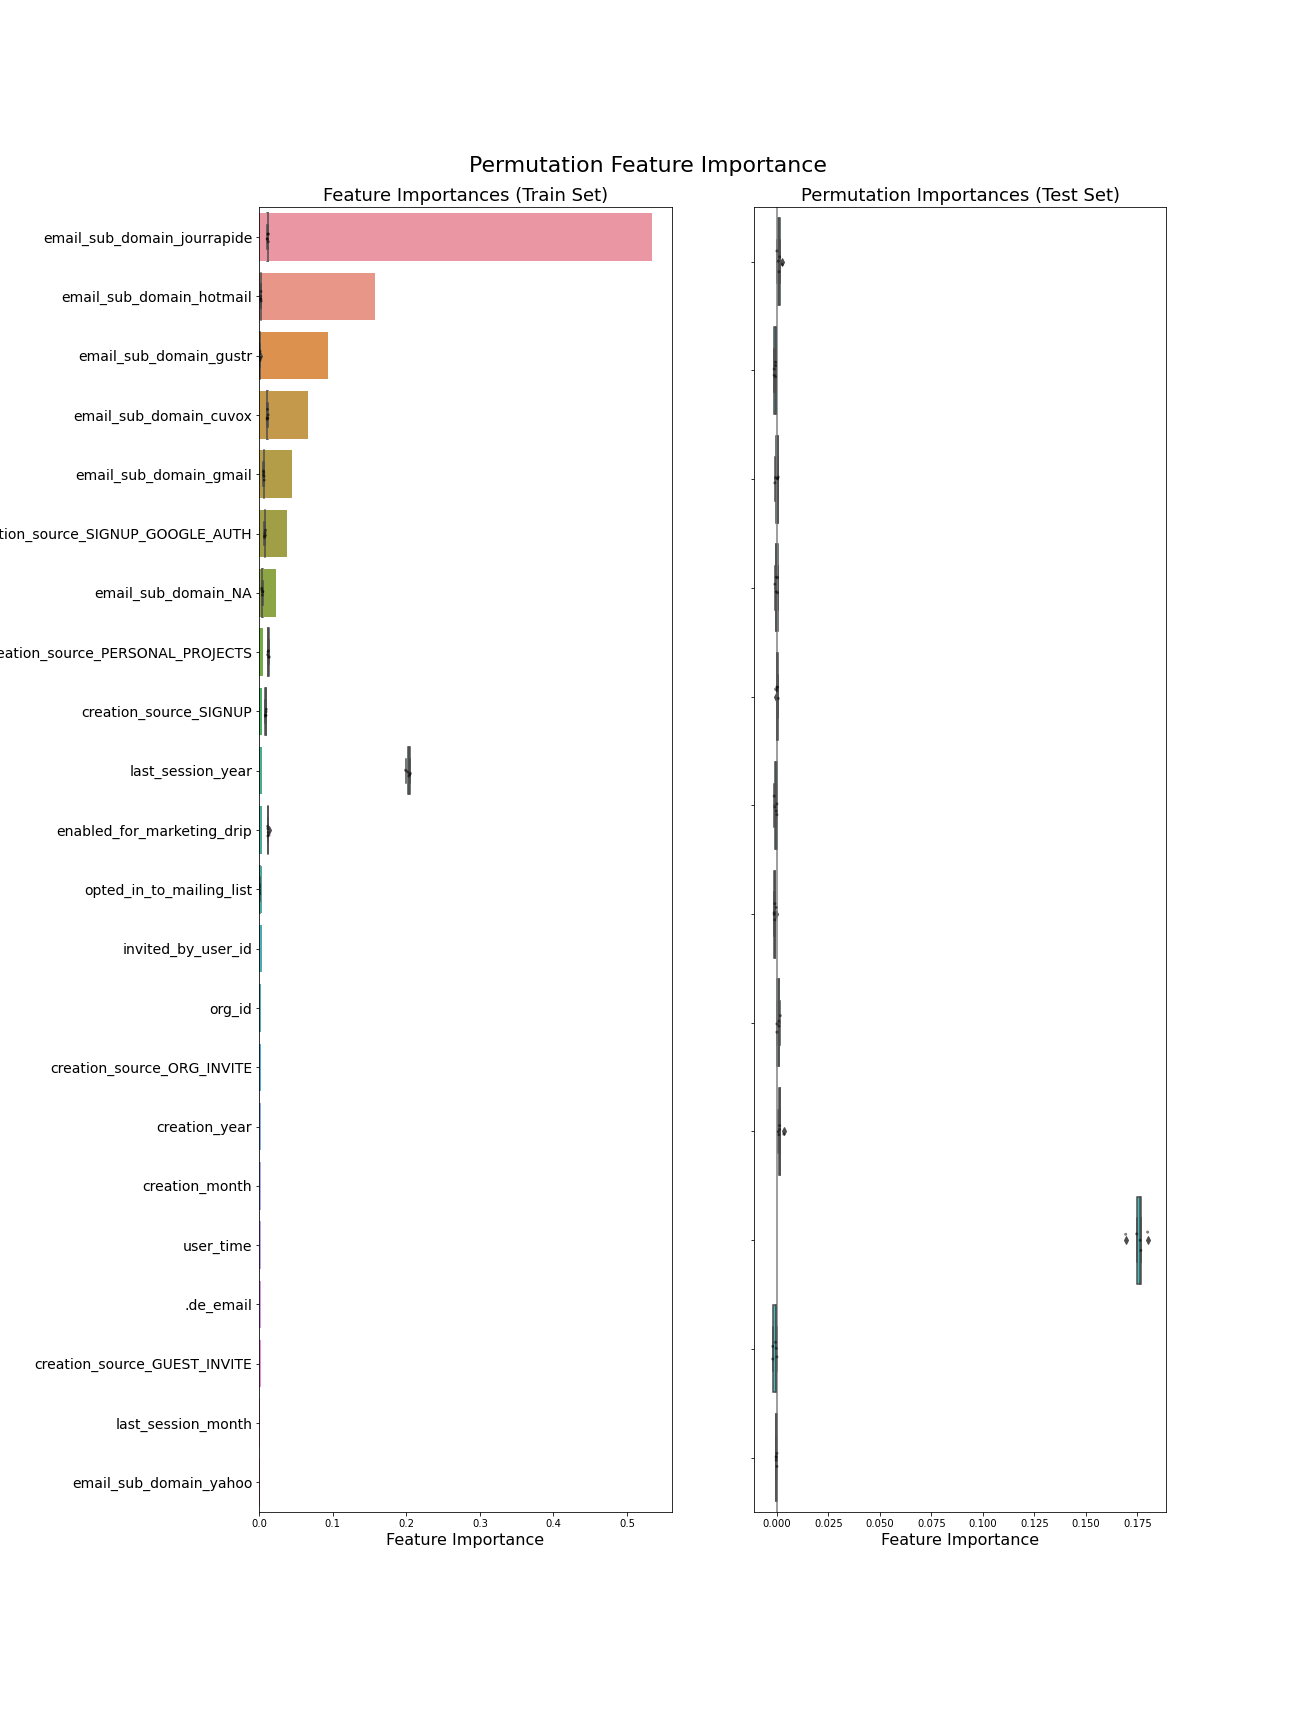 Permutation Feature Importance
Feature Importances (Train Set)
Permutation Importances (Test Set)
email_sub_domain_jourrapide
email_sub_domain_hotmail
email_sub_domain_gustr
email_sub_domain_cuvox
email_sub_domain_gmail
tion_source_SIGNUP_GOOGLE_AUTH
email_sub_domain_NA
eation_source_PERSONAL_PROJECTS
creation_source_SIGNUP
last_session_year
enabled_for_marketing_drip
opted_in_to_mailing_list
invited_by_user_id
org_id
creation_source_ORG_INVITE
creation_year
creation_month
user_time
.de_email
creation_source_GUEST_INVITE
last_session_month
email_sub_domain_yahoo
0.0 0.1 0.2 0.3 0.4 0.5
Feature Importance
0.000 0.025 0.050 0.075 0.100 0.125 0.150 0.175
Feature Importance